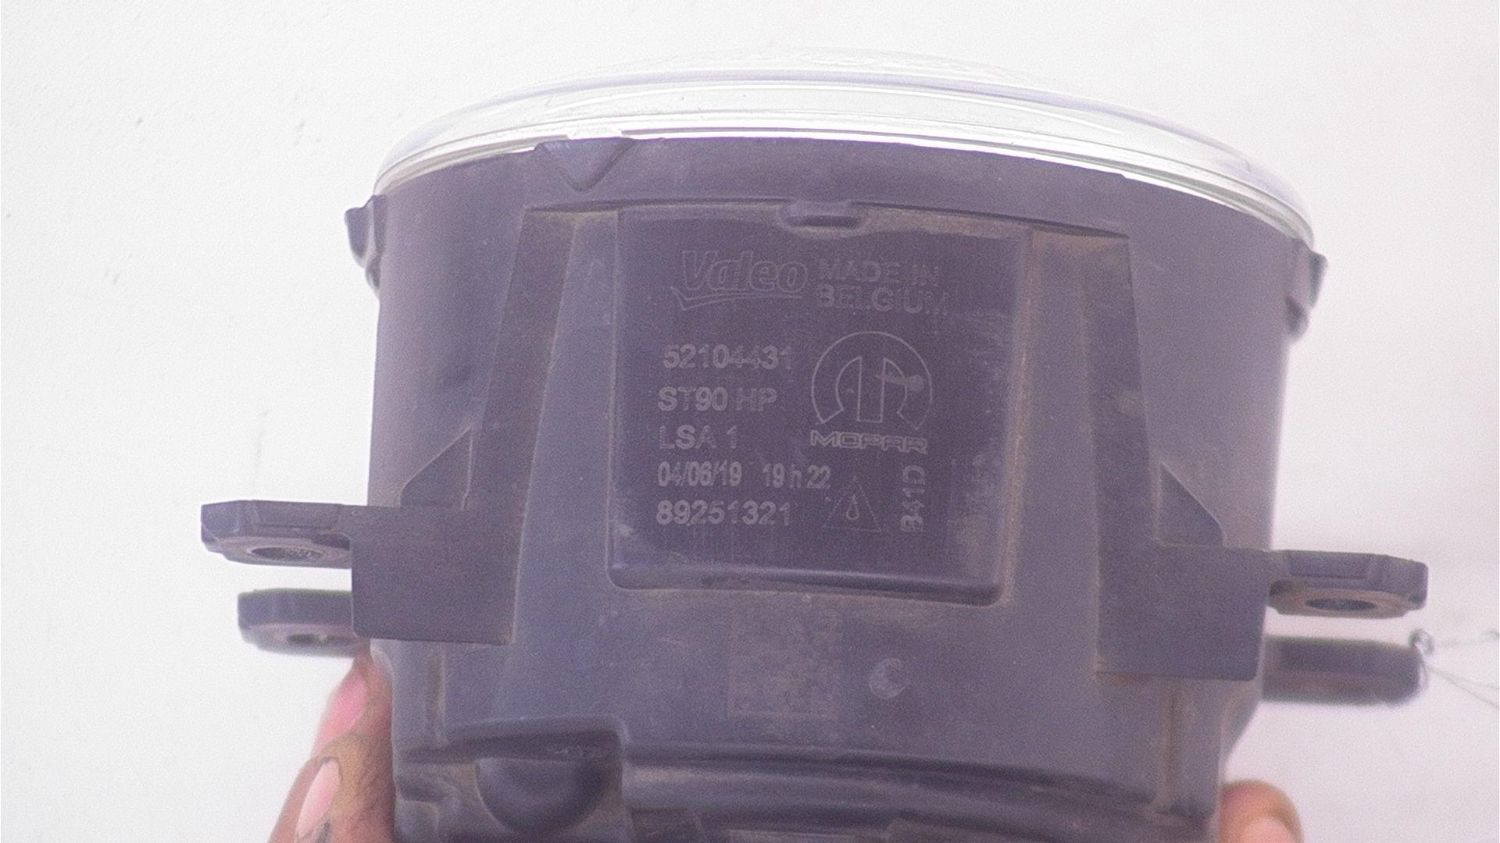 Valeo MADE IN
BELGIUM
52104431
ST90 HP
LSA 1
MOPAR
04/06/19 19 h 22
89251321
341D